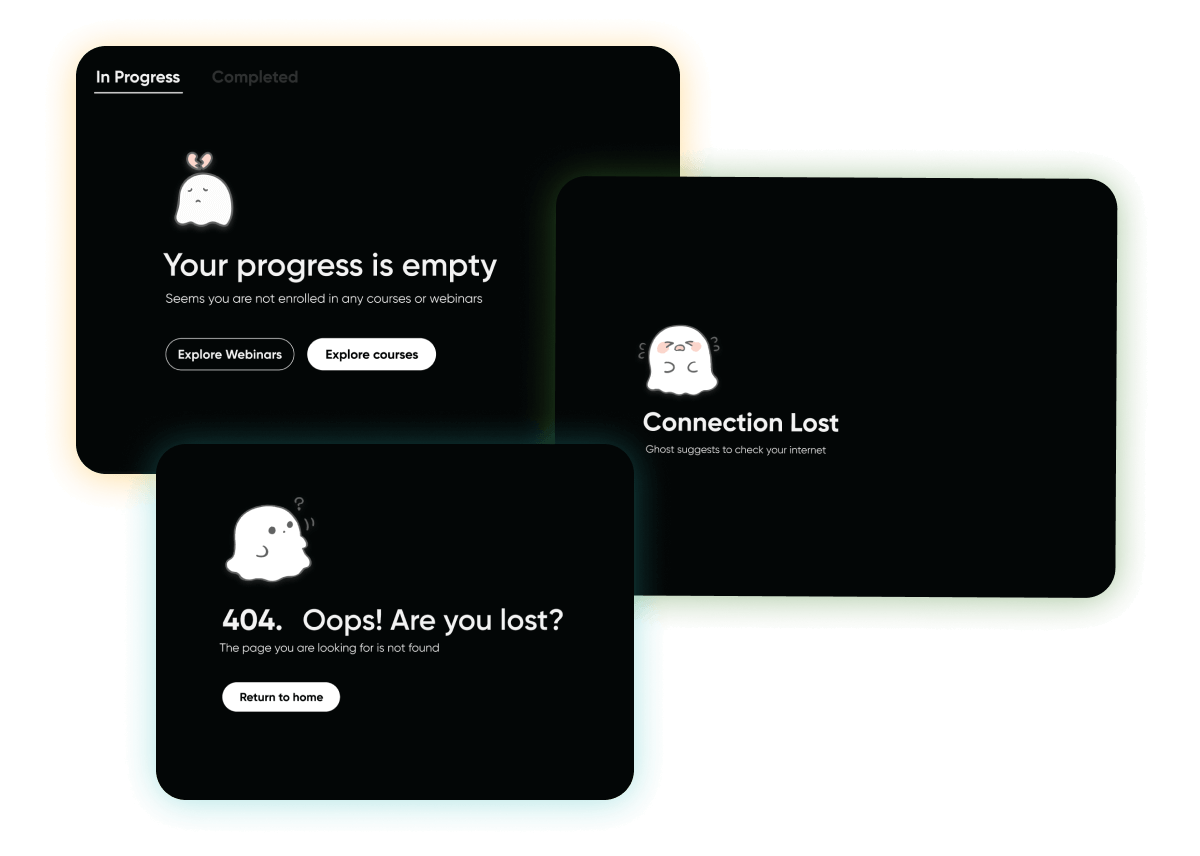 In Progress Completed
Your progress is empty
Seems you are not enrolled in any courses or webinars
Explore Webinars Explore courses
Connection Lost
Ghost suggests to check your internet
?
404. Oops! Are you lost?
The page you are looking for is not found
Return to home